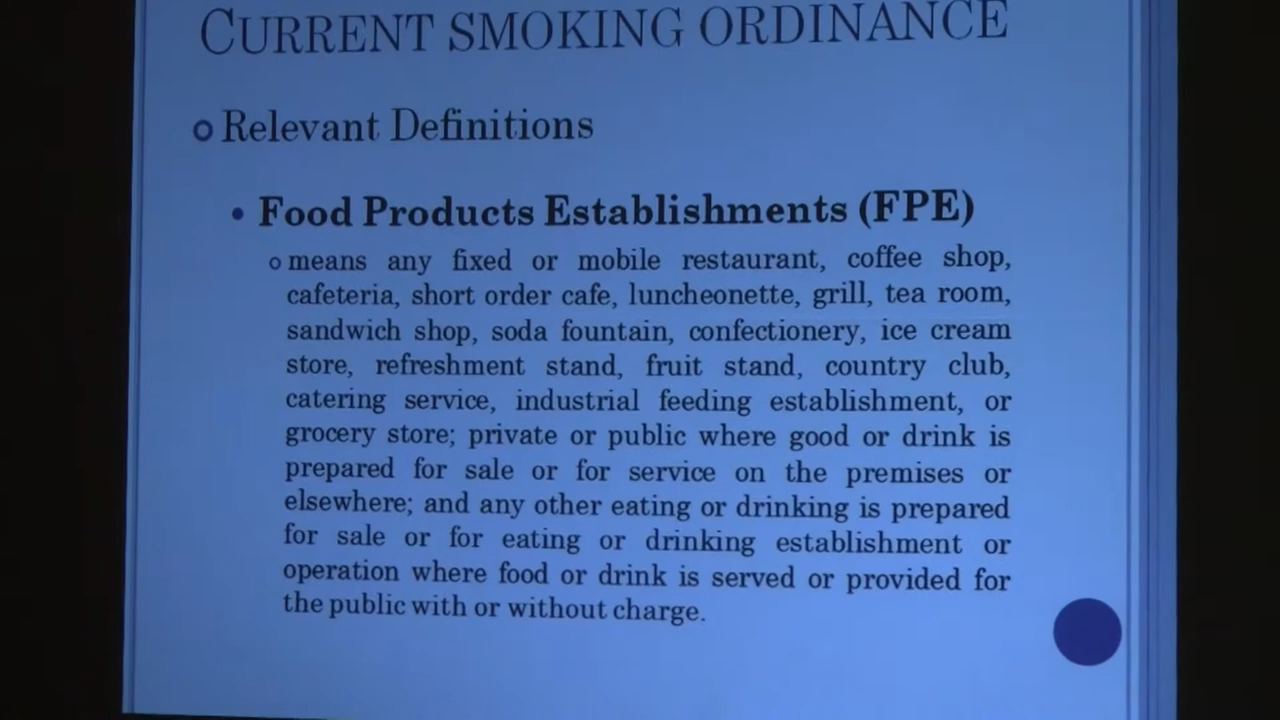 CURRENT SMOKING ORDINANCE
Relevant Definitions
• Food Products Establishments (FPE)
means any fixed or mobile restaurant, coffee shop,
cafeteria, short order cafe, luncheonette, grill, tea room,
sandwich shop, soda fountain, confectionery, ice cream
store, refreshment stand, fruit stand, country club,
catering service, industrial feeding establishment, or
grocery store; private or public where good or drink is
prepared for sale or for service on the premises or
elsewhere; and any other eating or drinking is prepared
for sale or for eating or drinking establishment or
operation where food or drink is served or provided for
the public with or without charge.